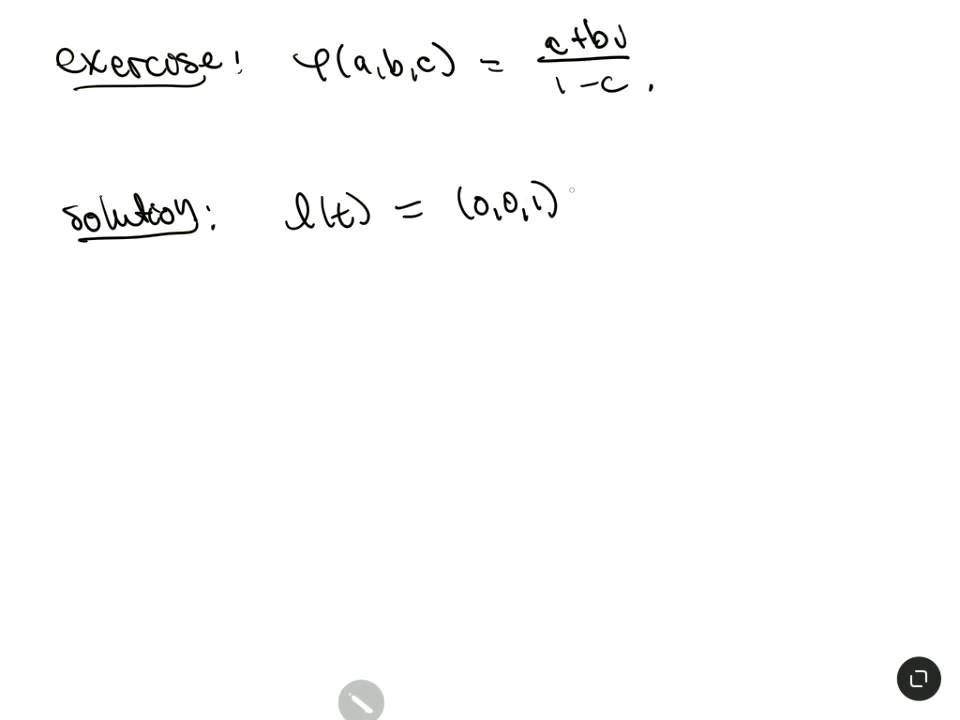 exercise: φ(a,b,c) = a+bi / 1-c .
solution: l(t) = (0,0,1)